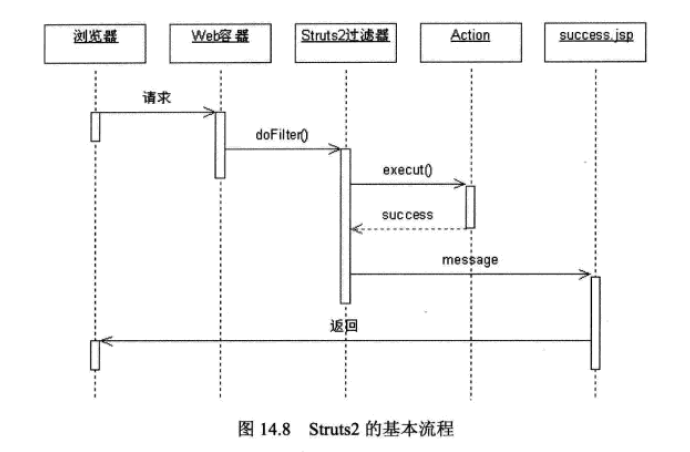 浏览器 Web容器 Struts2过滤器 Action success.jsp
请求
doFilter()
execut()
success
message
返回
图 14.8 Struts2 的基本流程